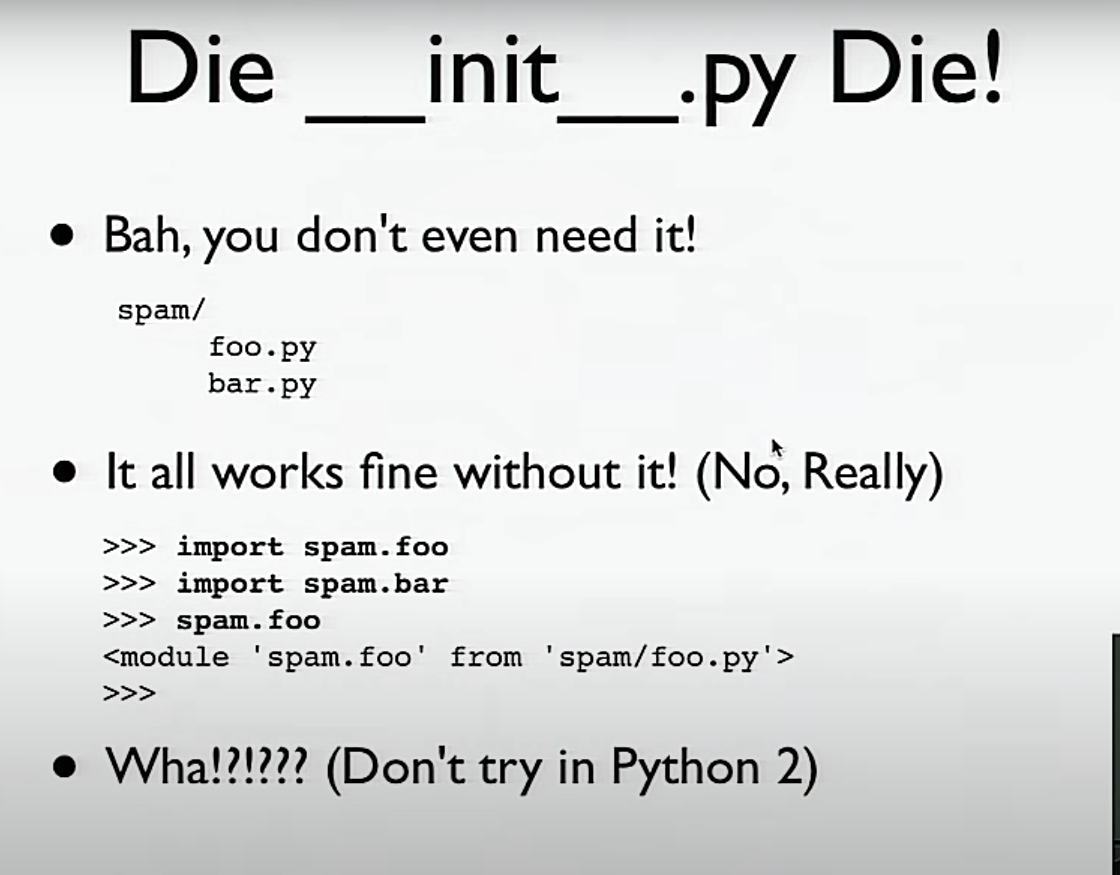 Die __init__.py Die!
• Bah, you don't even need it!
spam/
foo.py
bar.py
• It all works fine without it! (No, Really)
>>> import spam.foo
>>> import spam.bar
>>> spam.foo
<module 'spam.foo' from 'spam/foo.py'>
>>>
• Wha!?!??? (Don't try in Python 2)